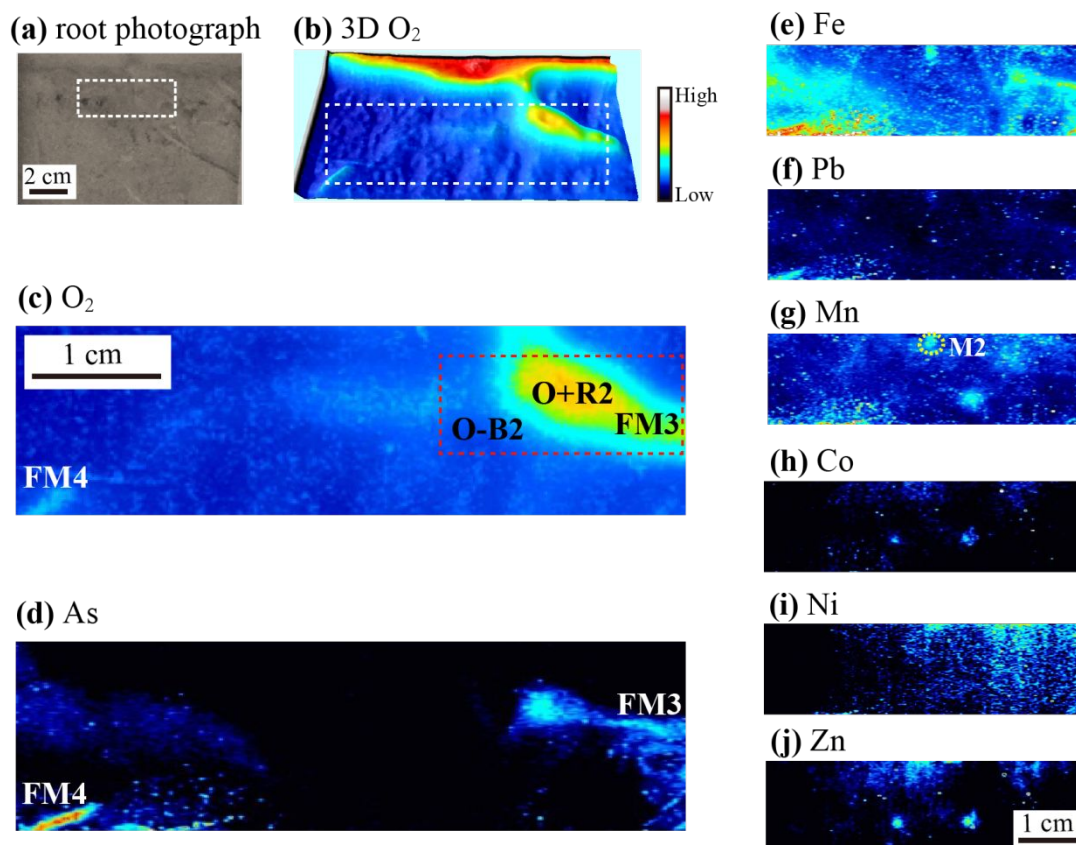 (a) root photograph
2 cm
(b) 3D O₂
High
Low
(c) O₂
1 cm
O+R2
O-B2
FM3
FM4
(d) As
FM3
FM4
(e) Fe
(f) Pb
(g) Mn
M2
(h) Co
(i) Ni
(j) Zn
1 cm